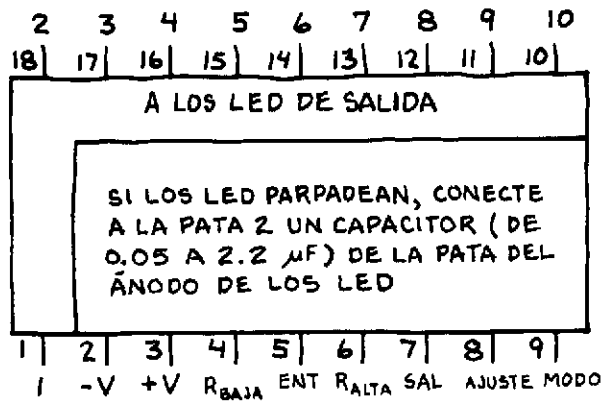 2 3 4 5 6 7 8 9 10
18 17 16 15 14 13 12 11 10
A LOS LED DE SALIDA
SI LOS LED PARPADEAN, CONECTE
A LA PATA 2 UN CAPACITOR (DE
0.05 A 2.2 µF) DE LA PATA DEL
ÁNODO DE LOS LED
1 2 3 4 5 6 7 8 9
1 -V +V R_BAJA ENT R_ALTA SAL AJUSTE MODO